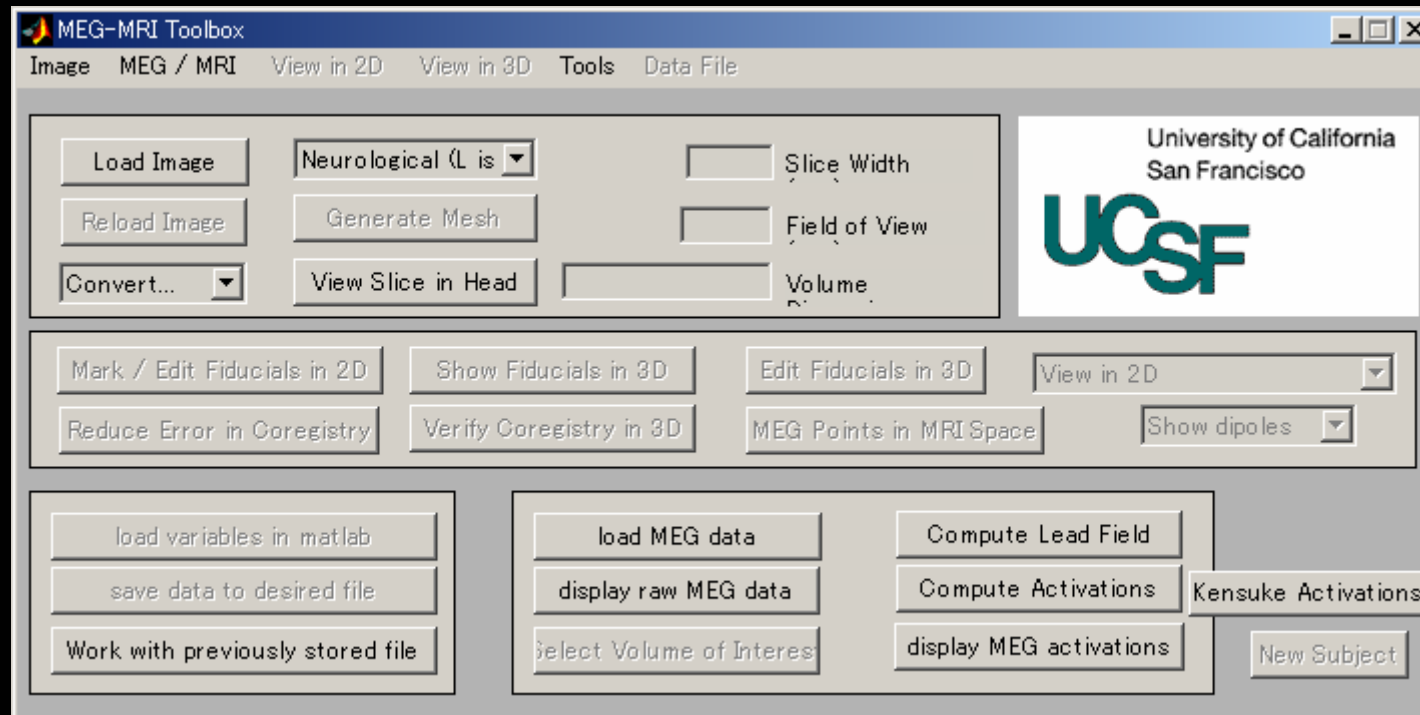 MEG-MRI Toolbox
Image MEG / MRI View in 2D View in 3D Tools Data File
Load Image
Neurological (L is
Slice Width
Reload Image
Generate Mesh
Field of View
Convert...
View Slice in Head
Volume
University of California
San Francisco
UCSF
Mark / Edit Fiducials in 2D
Show Fiducials in 3D
Edit Fiducials in 3D
View in 2D
Reduce Error in Coregistry
Verify Coregistry in 3D
MEG Points in MRI Space
Show dipoles
load variables in matlab
save data to desired file
Work with previously stored file
load MEG data
display raw MEG data
Select Volume of Interest
Compute Lead Field
Compute Activations
display MEG activations
Kensuke Activations
New Subject